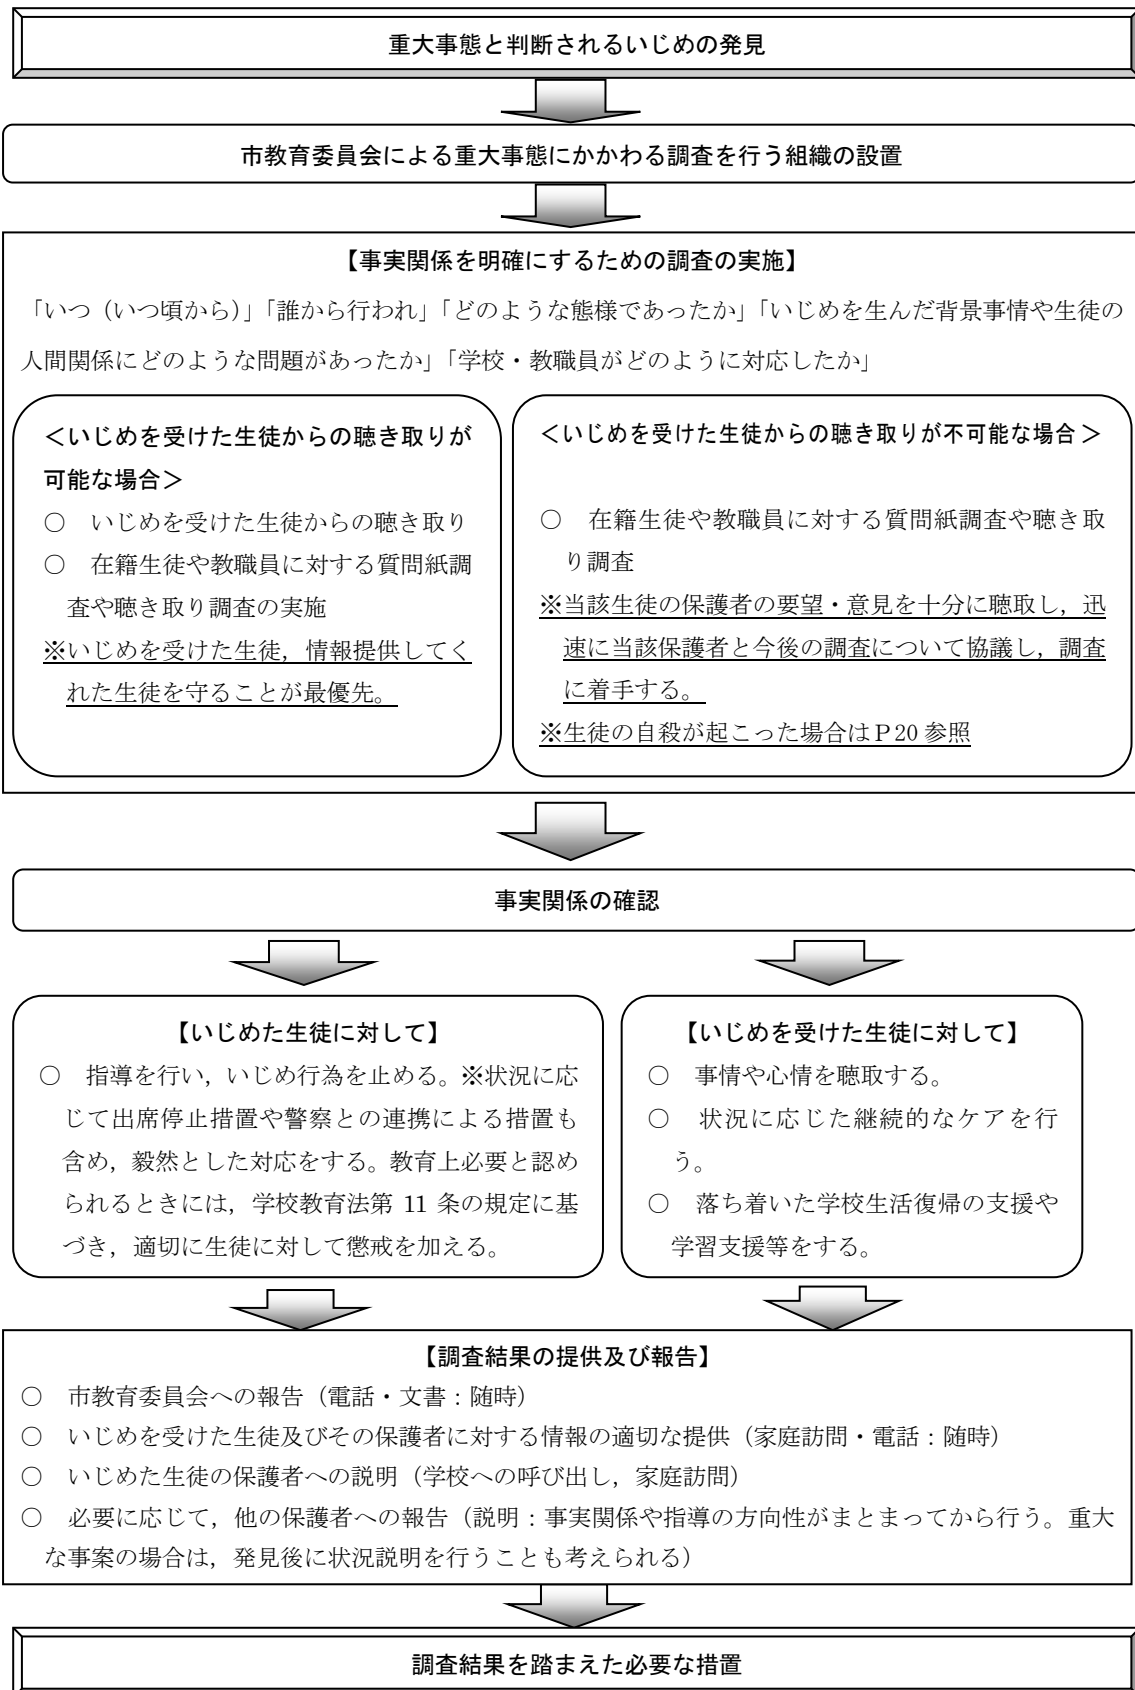 重大事態と判断されるいじめの発見
市教育委員会による重大事態にかかわる調査を行う組織の設置
【事実関係を明確にするための調査の実施】
「いつ（いつ頃から）」「誰から行われ」「どのような態様であったか」「いじめを生んだ背景事情や生徒の
人間関係にどのような問題があったか」「学校・教職員がどのように対応したか」
＜いじめを受けた生徒からの聴き取りが
可能な場合＞
○　いじめを受けた生徒からの聴き取り
○　在籍生徒や教職員に対する質問紙調
査や聴き取り調査の実施
※いじめを受けた生徒，情報提供してく
れた生徒を守ることが最優先。
＜いじめを受けた生徒からの聴き取りが不可能な場合＞
○　在籍生徒や教職員に対する質問紙調査や聴き取
り調査
※当該生徒の保護者の要望・意見を十分に聴取し，迅
速に当該保護者と今後の調査について協議し，調査
に着手する。
※生徒の自殺が起こった場合はＰ20 参照
事実関係の確認
【いじめた生徒に対して】
○　指導を行い，いじめ行為を止める。※状況に応
じて出席停止措置や警察との連携による措置も
含め，毅然とした対応をする。教育上必要と認め
られるときには，学校教育法第 11 条の規定に基
づき，適切に生徒に対して懲戒を加える。
【いじめを受けた生徒に対して】
○　事情や心情を聴取する。
○　状況に応じた継続的なケアを行
う。
○　落ち着いた学校生活復帰の支援や
学習支援等をする。
【調査結果の提供及び報告】
○　市教育委員会への報告（電話・文書：随時）
○　いじめを受けた生徒及びその保護者に対する情報の適切な提供（家庭訪問・電話：随時）
○　いじめた生徒の保護者への説明（学校への呼び出し，家庭訪問）
○　必要に応じて，他の保護者への報告（説明：事実関係や指導の方向性がまとまってから行う。重大
な事案の場合は，発見後に状況説明を行うことも考えられる）
調査結果を踏まえた必要な措置